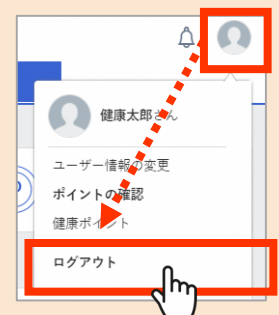 健康太郎さん
ユーザー情報の変更
ポイントの確認
健康ポイント
ログアウト